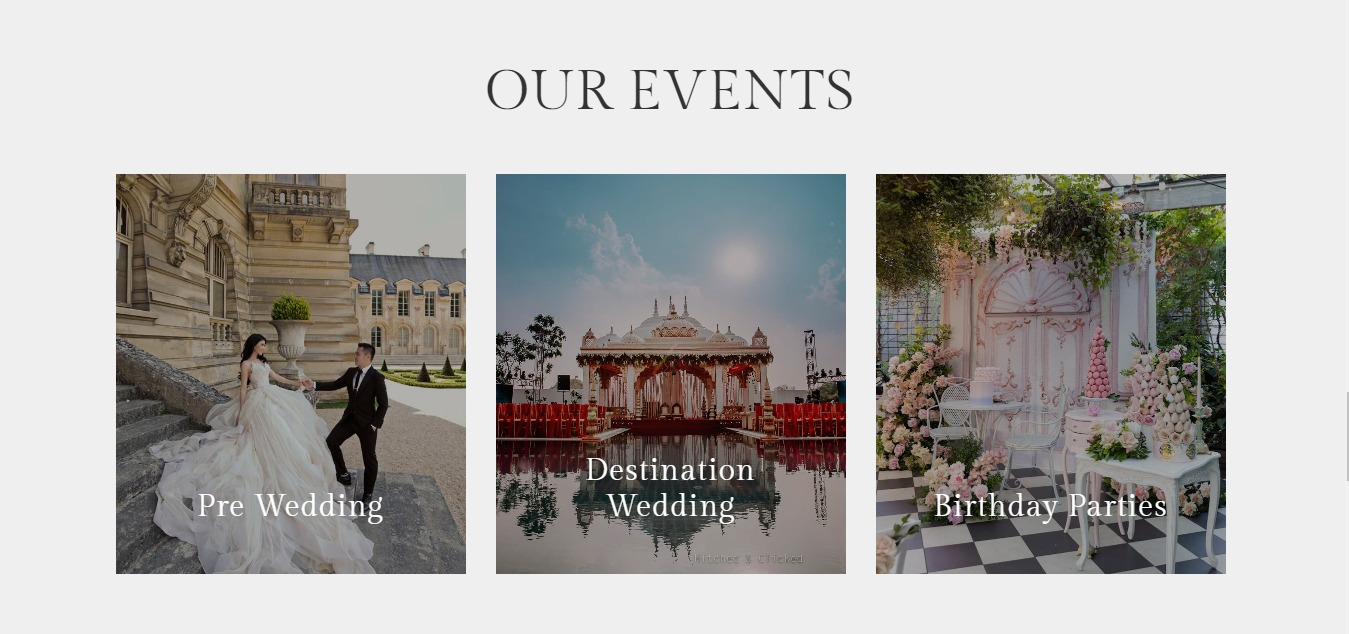 OUR EVENTS
Pre Wedding
Destination
Wedding
Birthday Parties